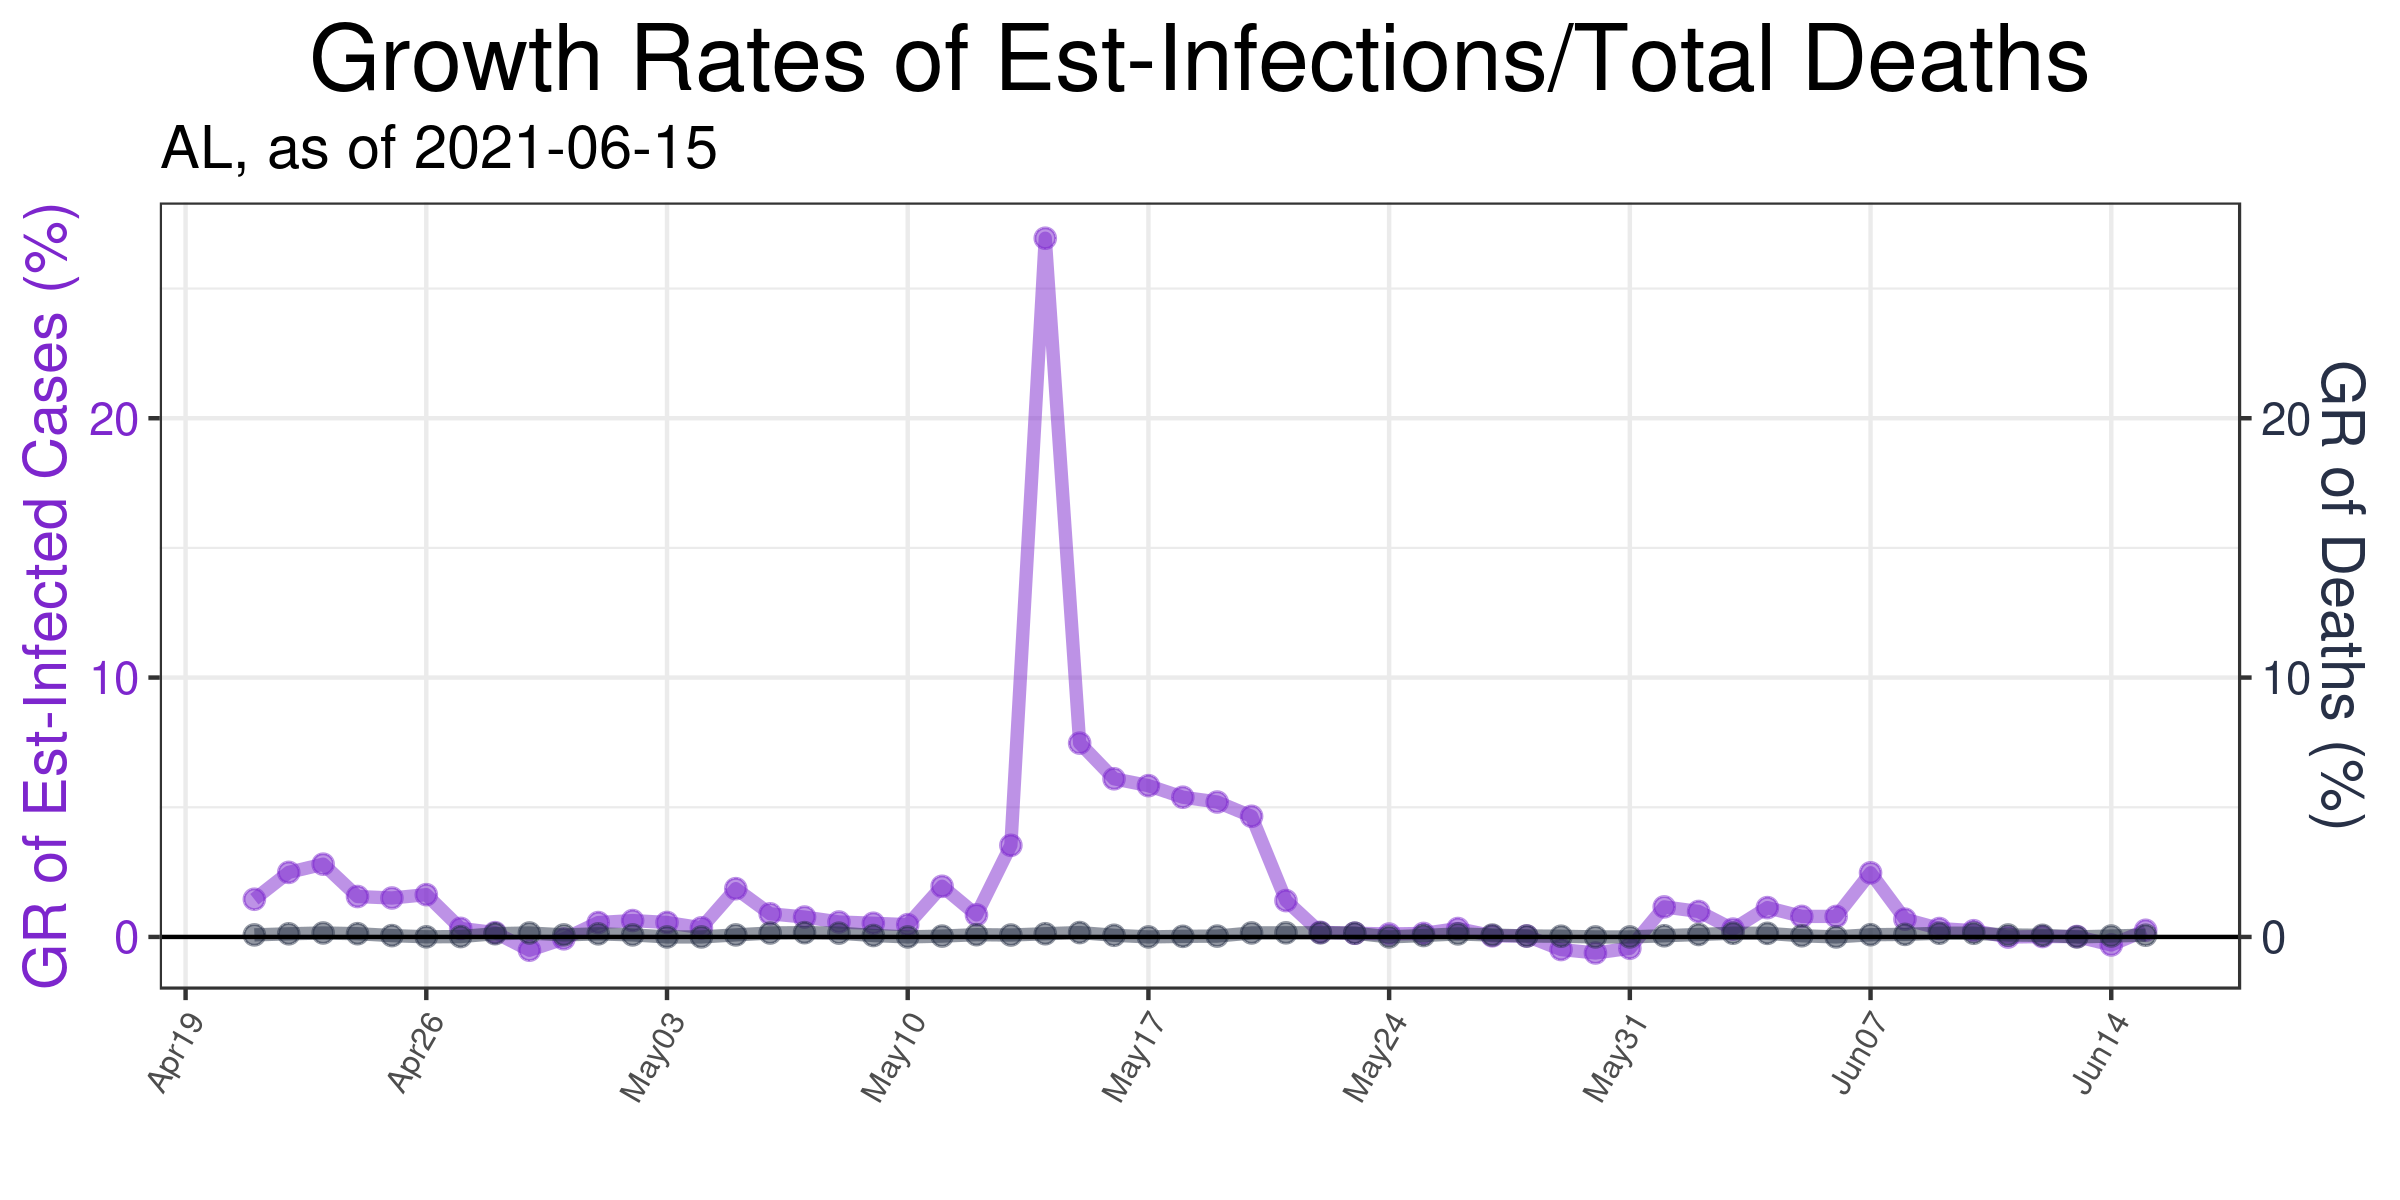 Growth Rates of Est-Infections/Total Deaths
AL, as of 2021-06-15
GR of Est-Infected Cases (%)
20
10
0
20
10
0
GR of Deaths (%)
Apr19
Apr26
May03
May10
May17
May24
May31
Jun07
Jun14